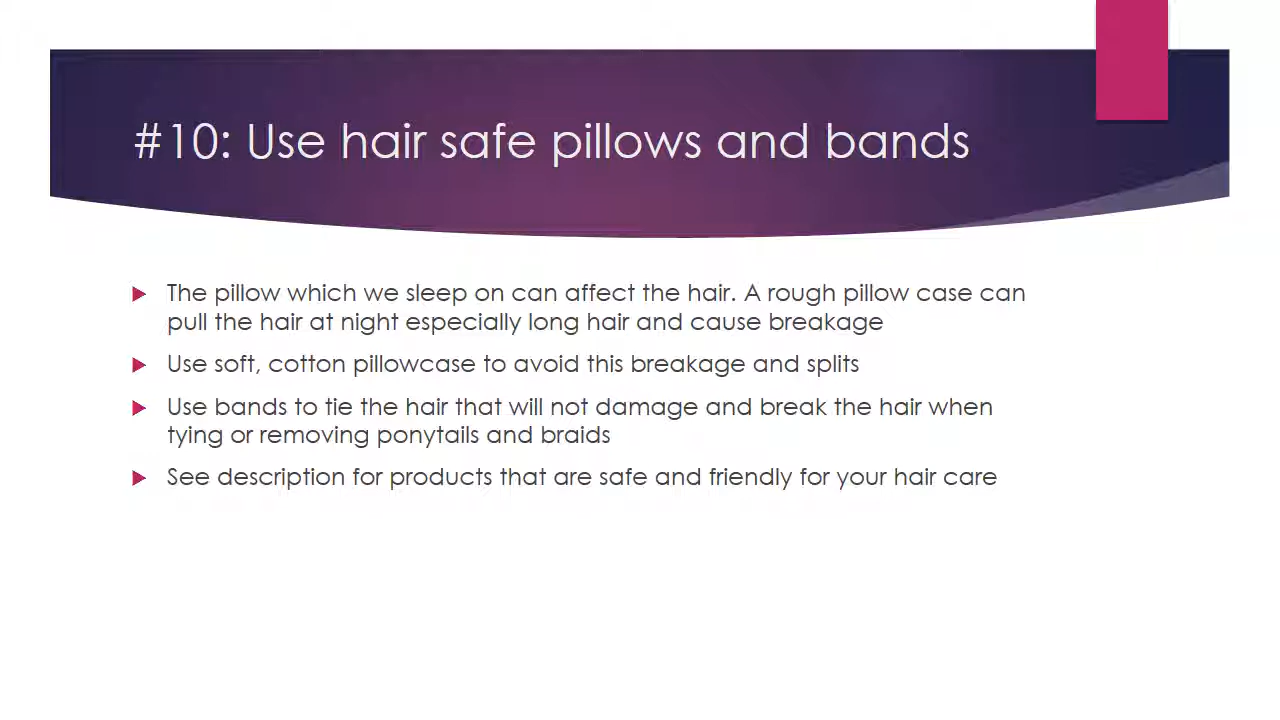 #10: Use hair safe pillows and bands
The pillow which we sleep on can affect the hair. A rough pillow case can
pull the hair at night especially long hair and cause breakage
Use soft, cotton pillowcase to avoid this breakage and splits
Use bands to tie the hair that will not damage and break the hair when
tying or removing ponytails and braids
See description for products that are safe and friendly for your hair care